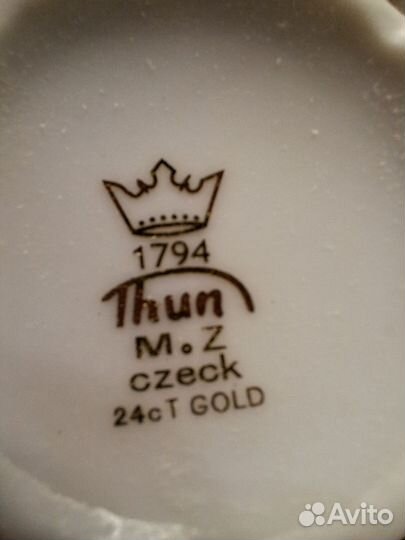 1794
Thun
M.Z
czeck
24cT GOLD
Avito